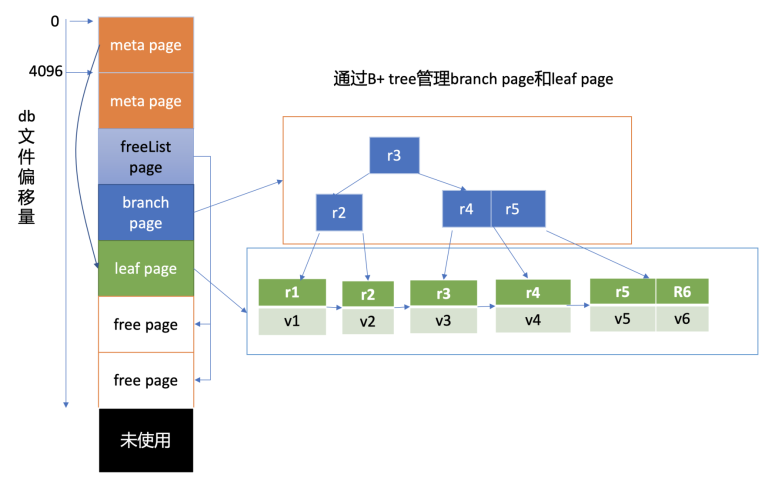 0
meta page
4096
meta page
db文件偏移量
freeList
page
branch
page
leaf page
free page
free page
未使用
通过B+ tree管理branch page和leaf page
r3
r2
r4 r5
r1 r2 r3 r4 r5 R6
v1 v2 v3 v4 v5 v6